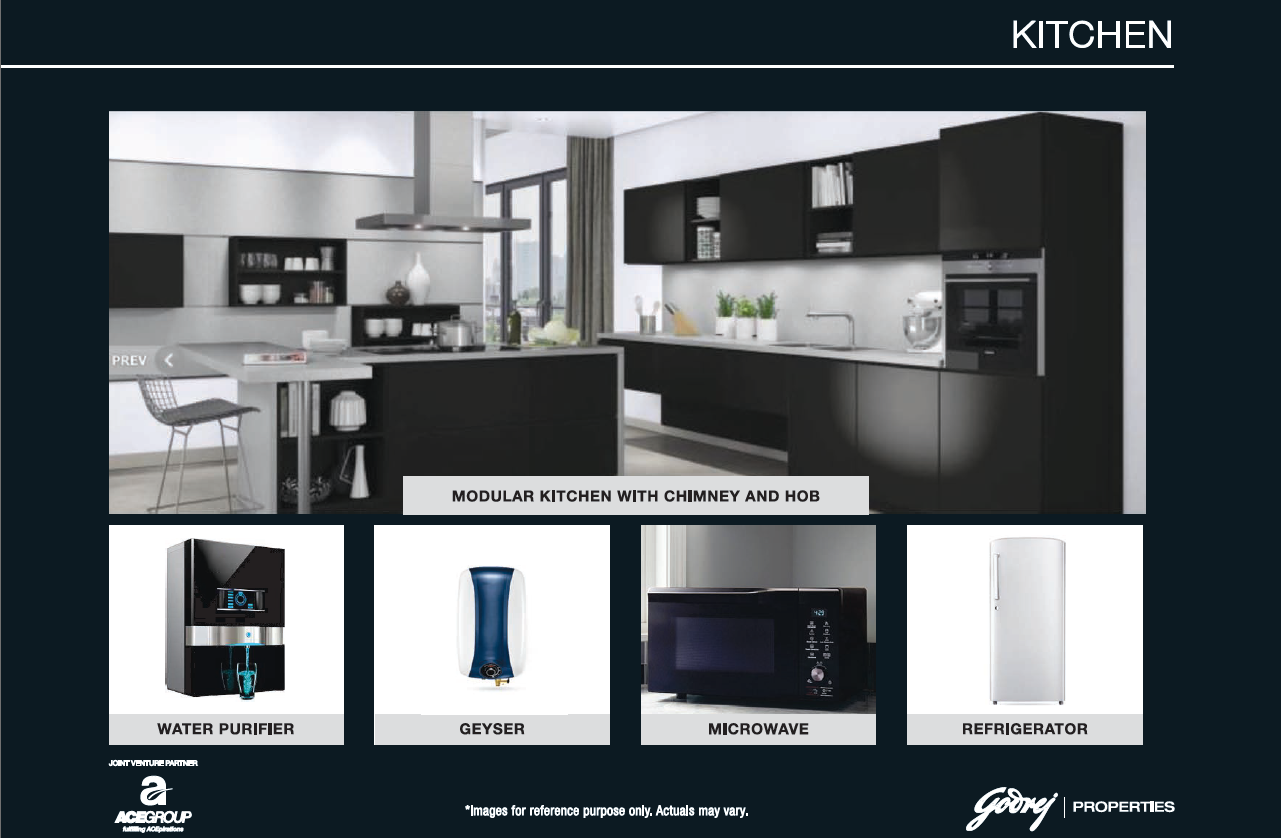 KITCHEN
PREV
MODULAR KITCHEN WITH CHIMNEY AND HOB
WATER PURIFIER
GEYSER
MICROWAVE
REFRIGERATOR
JOINT VENTURE PARTNER
a
ACEGROUP
fulfilling ACEpirations
*Images for reference purpose only. Actuals may vary.
Godrej | PROPERTIES